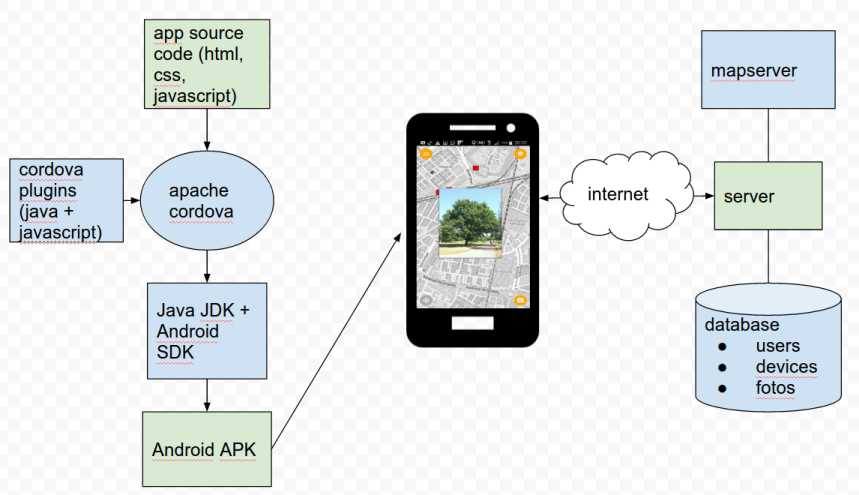 app source
code (html,
css,
javascript)
cordova
plugins
(java +
javascript)
apache
cordova
Java JDK +
Android
SDK
Android APK
internet
mapserver
server
database
● users
● devices
● fotos